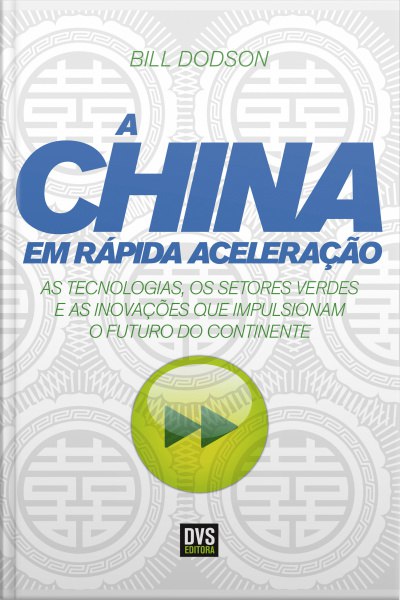 BILL DODSON
A
CHINA
EM RÁPIDA ACELERAÇÃO
AS TECNOLOGIAS, OS SETORES VERDES
E AS INOVAÇÕES QUE IMPULSIONAM
O FUTURO DO CONTINENTE
DVS
EDITORA